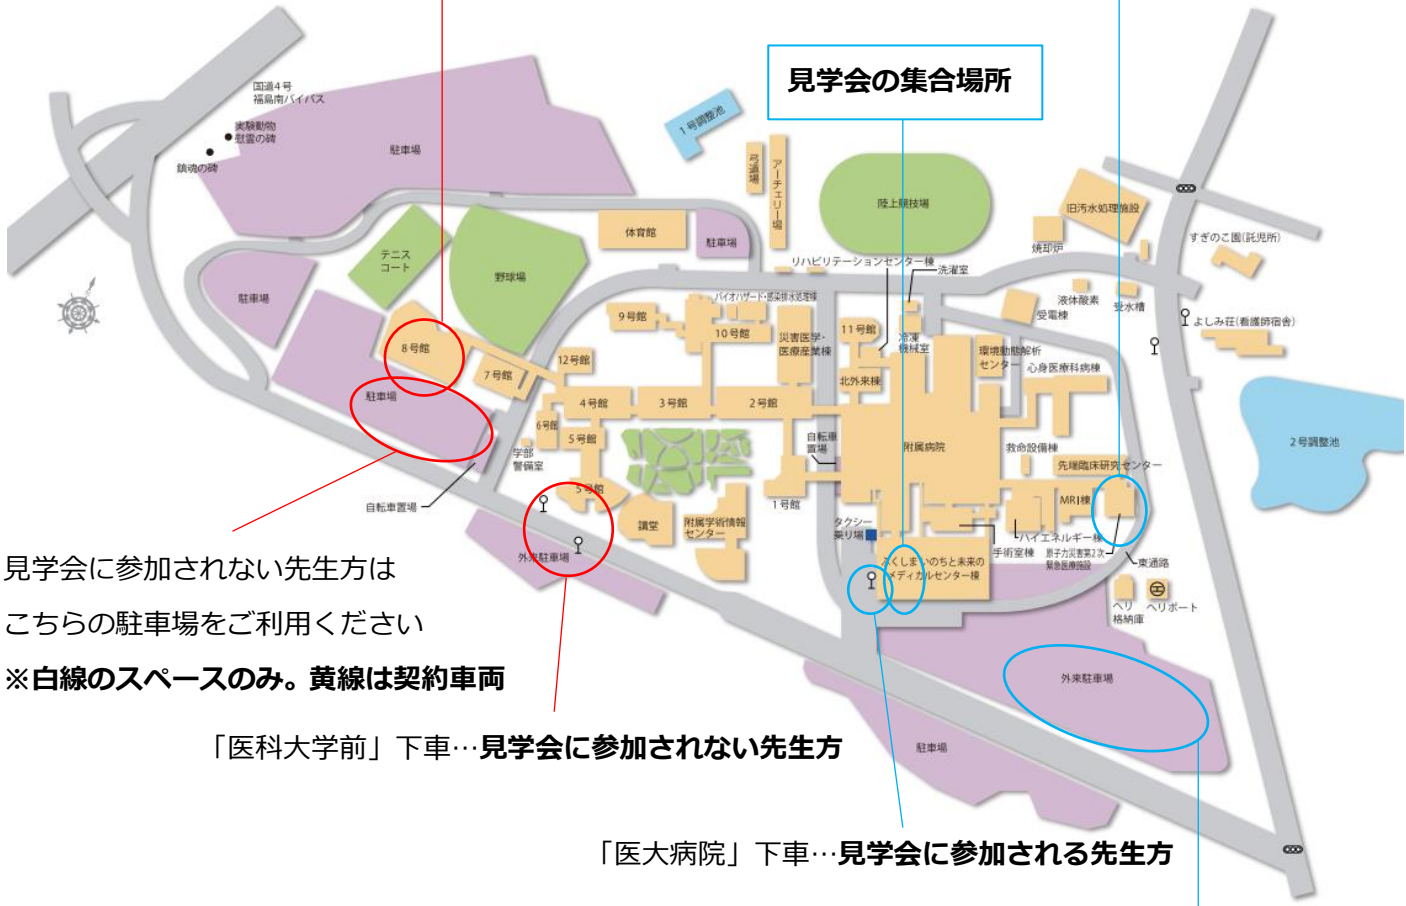 見学会の集合場所
国道4号
福島南バイパス
実験動物
慰霊の碑
鎮魂の碑
駐車場
1号調整池
弓道場
アーチェリー場
陸上競技場
旧汚水処理施設
焼却炉
すぎのこ園(託児所)
体育館
駐車場
テニス
コート
野球場
駐車場
リハビリテーションセンター棟
洗濯室
液体酸素
受電棟
受水槽
よしみ荘(看護師宿舎)
バイオハザード・感染排水処理棟
9号館
10号館
災害医学・
医療産業棟
11号館
冷凍
機械室
環境動態解析
センター
心身医療科病棟
8号館
7号館
12号館
北外来棟
駐車場
4号館
3号館
2号館
6号館
5号館
学部
警備室
自転車
置場
附属病院
救命設備棟
先端臨床研究センター
2号調整池
自転車置場
5号館
講堂
附属学術情報
センター
1号館
タクシー
乗り場
MRI棟
ハイエネルギー棟
手術室棟
原子力災害第2次
緊急医療施設
東通路
外来駐車場
ふくしまいのちと未来の
メディカルセンター棟
ヘリ
格納庫
ヘリポート
見学会に参加されない先生方は
こちらの駐車場をご利用ください
※白線のスペースのみ。黄線は契約車両
外来駐車場
駐車場
「医科大学前」下車…見学会に参加されない先生方
「医大病院」下車…見学会に参加される先生方